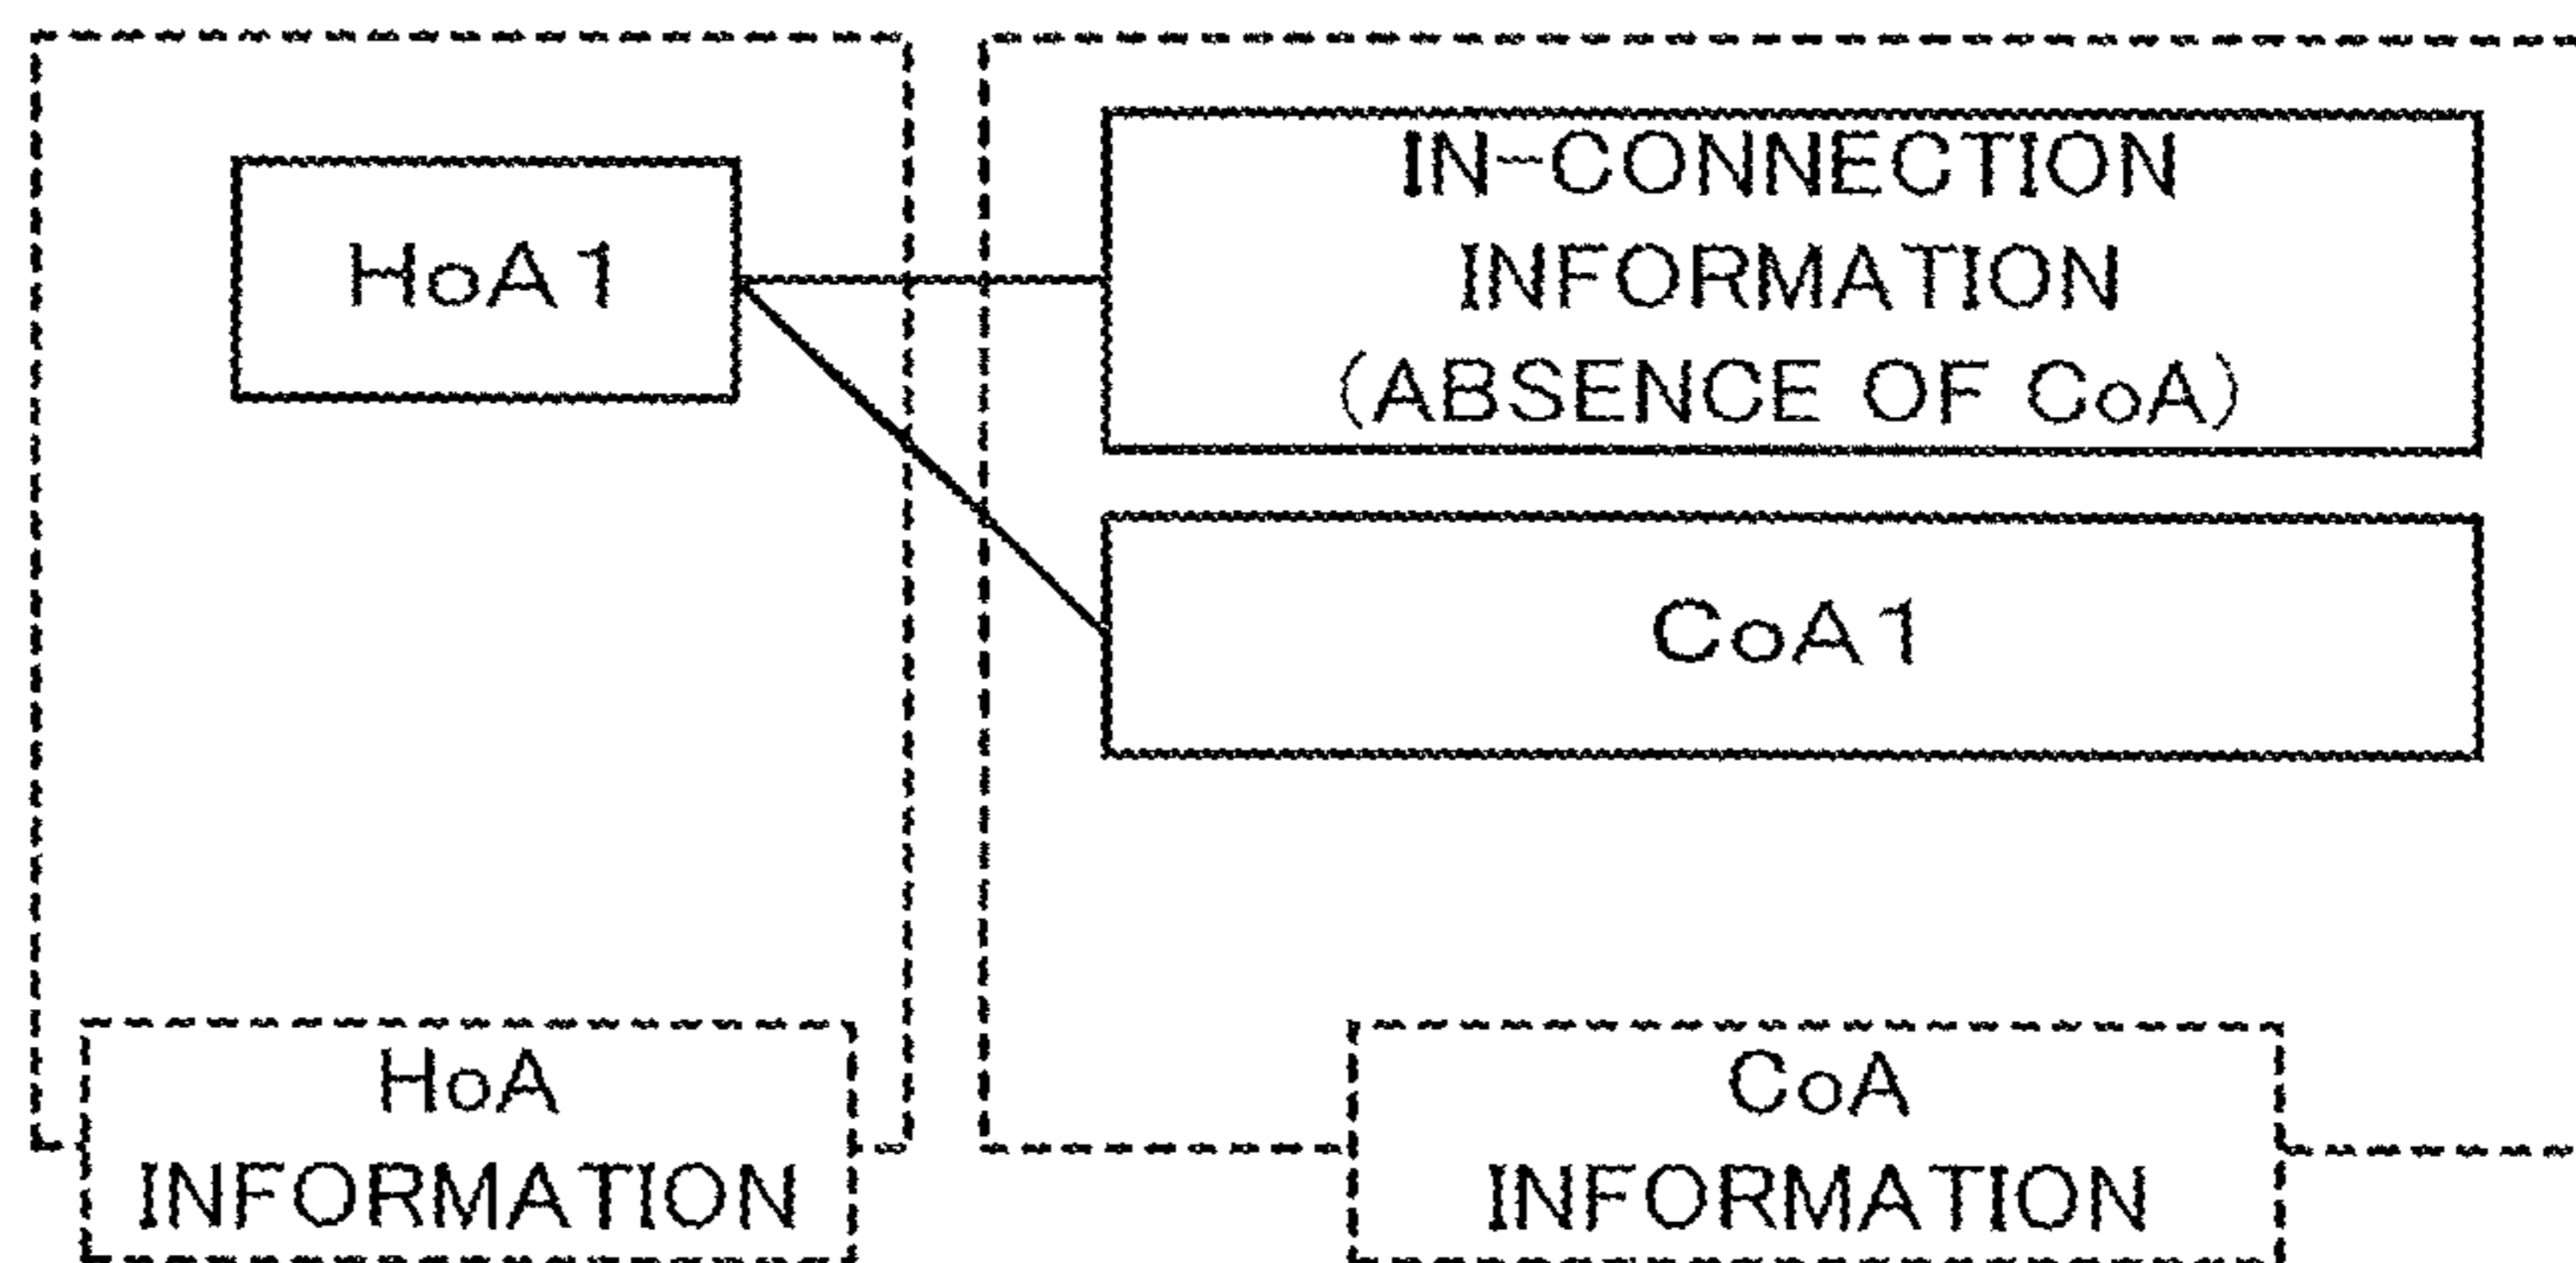 HoA1
IN-CONNECTION
INFORMATION
(ABSENCE OF CoA)
CoA1
HoA
INFORMATION
CoA
INFORMATION